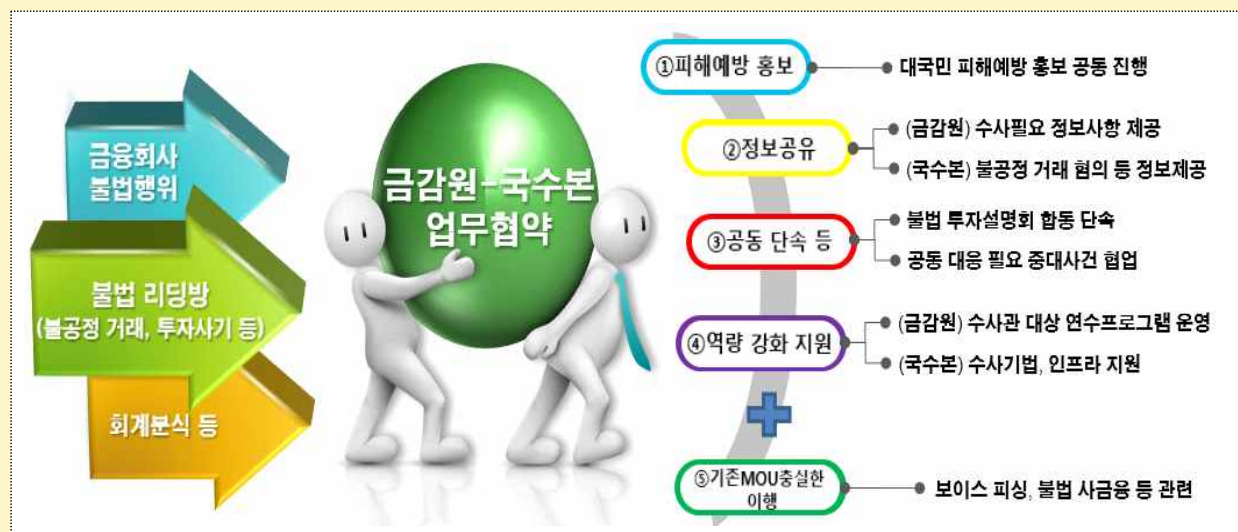 금융회사
불법행위
불법 리딩방
(불공정 거래, 투자사기 등)
회계분식 등
금감원-국수본
업무협약
①피해예방 홍보
대국민 피해예방 홍보 공동 진행
②정보공유
(금감원) 수사필요 정보사항 제공
(국수본) 불공정 거래 혐의 등 정보제공
③공동 단속 등
불법 투자설명회 합동 단속
공동 대응 필요 중대사건 협업
④역량 강화 지원
(금감원) 수사관 대상 연수프로그램 운영
(국수본) 수사기법, 인프라 지원
⑤기존MOU충실한
이행
보이스 피싱, 불법 사금융 등 관련